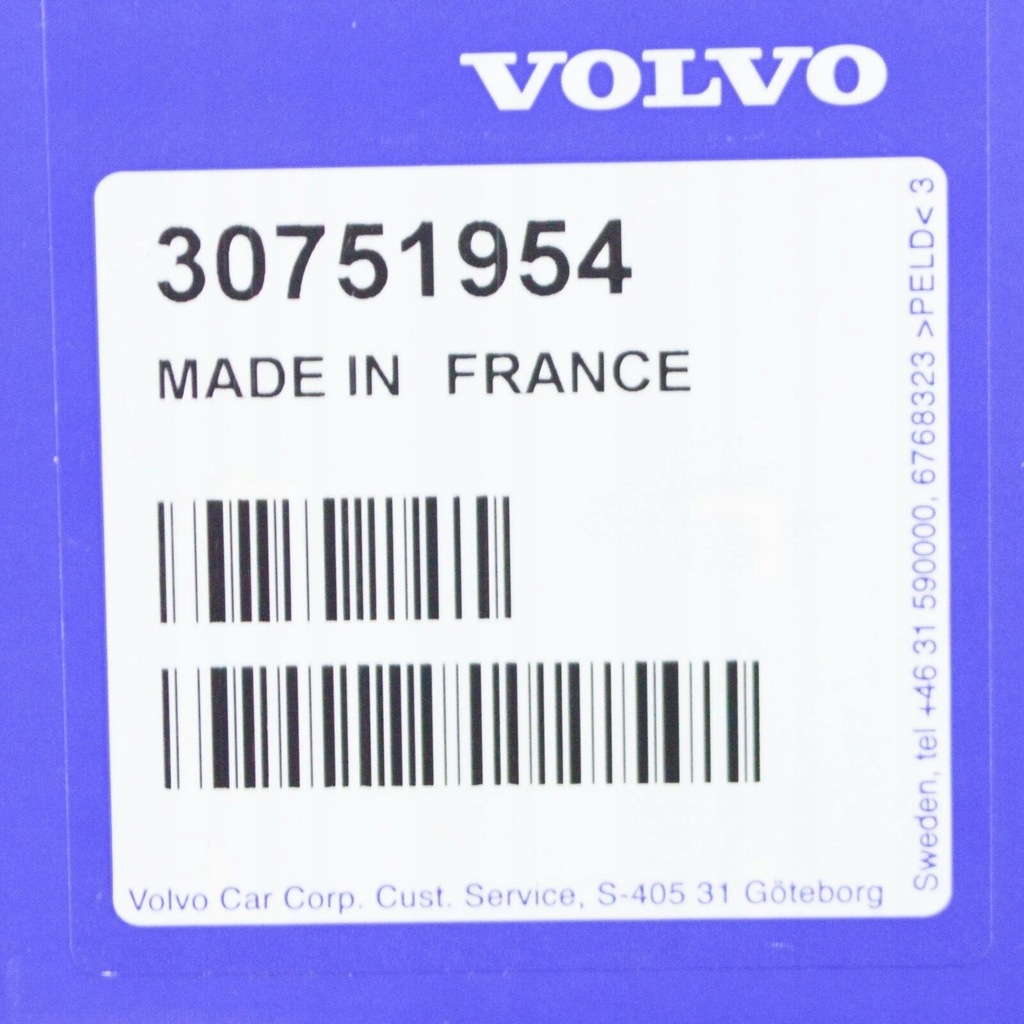 VOLVO
30751954
MADE IN FRANCE
Volvo Car Corp. Cust. Service, S-405 31 Göteborg
Sweden, tel +46 31 590000, 6768323 >PELD< 3